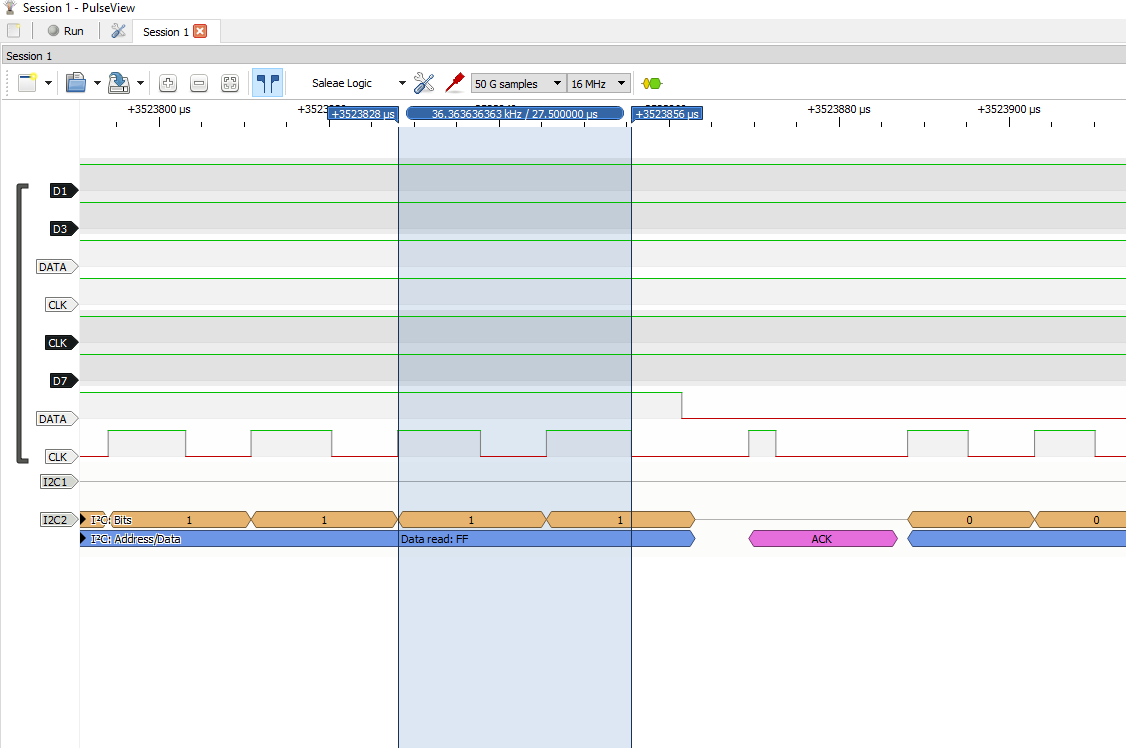 Session 1 - PulseView
Run
Session 1
Session 1
Saleae Logic
50 G samples
16 MHz
+3523800 µs
+3523828 µs
36.363636363 kHz / 27.500000 µs
+3523856 µs
+3523880 µs
+3523900 µs
D1
D3
DATA
CLK
CLK
D7
DATA
CLK
I2C1
I2C2 I²C: Bits 1 1 1 1 0 0
I²C: Address/Data Data read: FF ACK